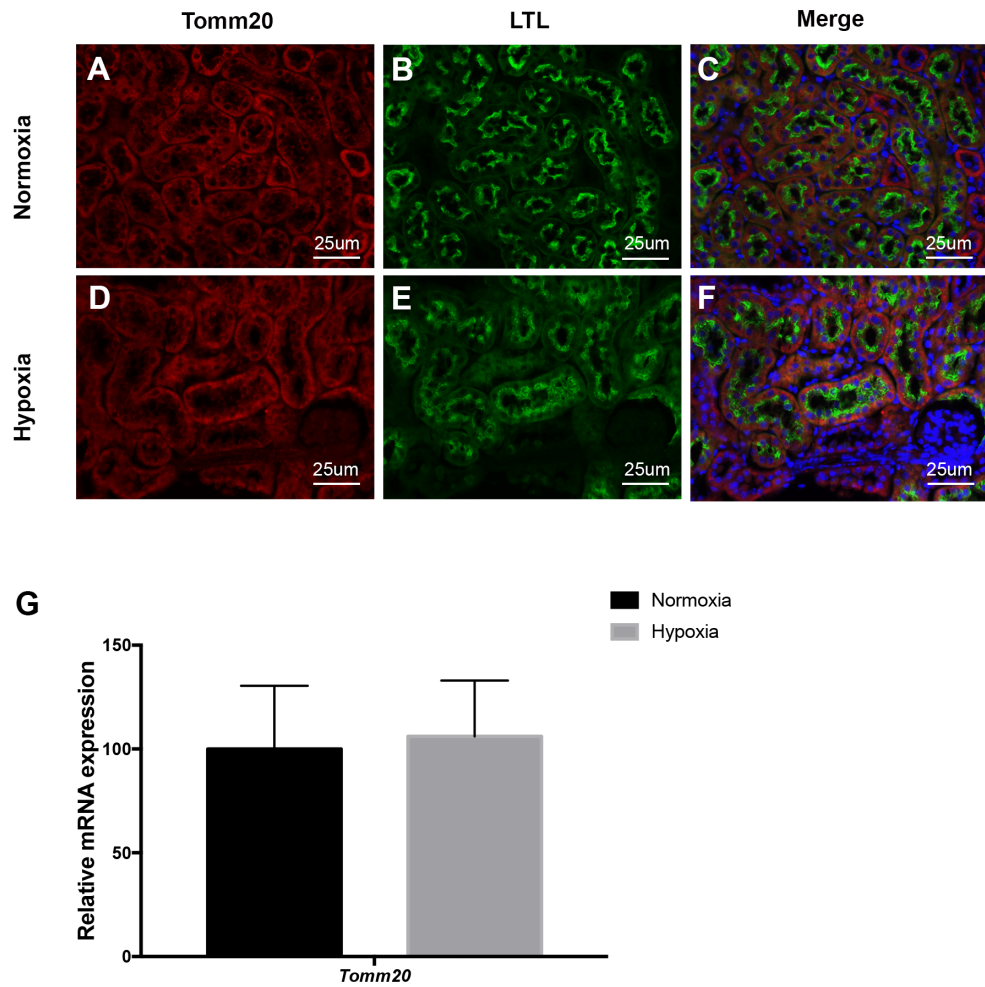 Tomm20 LTL Merge
Normoxia
A B C
25um 25um 25um
Hypoxia
D E F
25um 25um 25um
G
Normoxia
Hypoxia
Relative mRNA expression
150
100
50
0
Tomm20